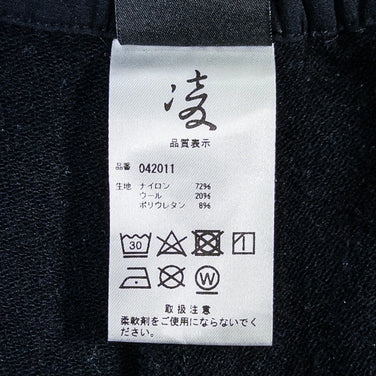 凌
品質表示
品番 042011
生地 ナイロン 72%
ウール 20%
ポリウレタン 8%
30
W
取扱注意
柔軟剤をご使用にならないでください